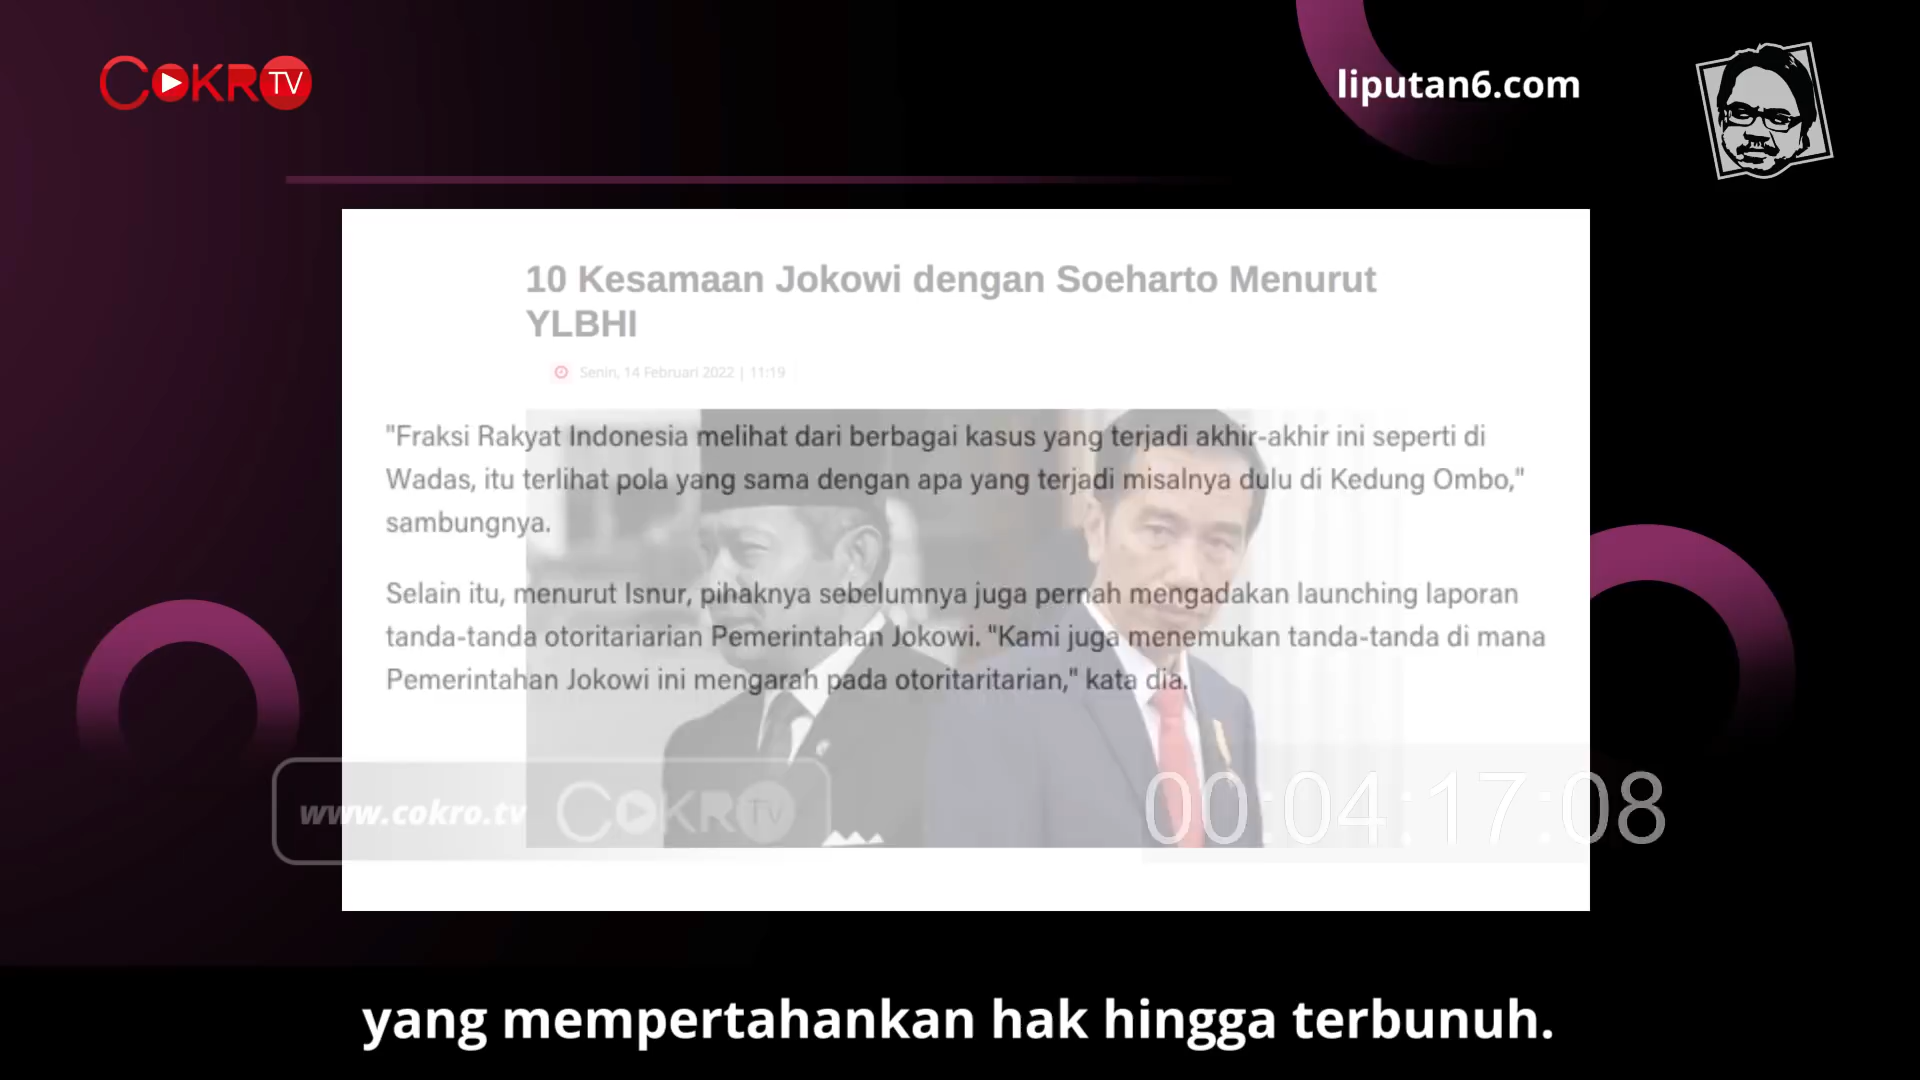 COKRO TV
liputan6.com
10 Kesamaan Jokowi dengan Soeharto Menurut
YLBHI
Senin, 14 Februari 2022 | 11:19
"Fraksi Rakyat Indonesia melihat dari berbagai kasus yang terjadi akhir-akhir ini seperti di
Wadas, itu terlihat pola yang sama dengan apa yang terjadi misalnya dulu di Kedung Ombo,"
sambungnya.
Selain itu, menurut Isnur, pihaknya sebelumnya juga pernah mengadakan launching laporan
tanda-tanda otoritariarian Pemerintahan Jokowi. "Kami juga menemukan tanda-tanda di mana
Pemerintahan Jokowi ini mengarah pada otoritaritarian," kata dia.
www.cokro.tv COKRO TV
00:04:17:08
yang mempertahankan hak hingga terbunuh.